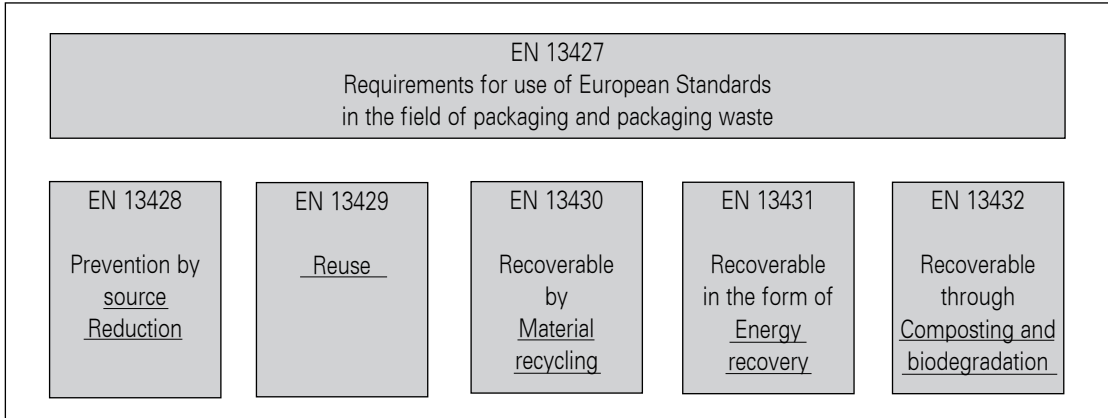 EN 13427
Requirements for use of European Standards
in the field of packaging and packaging waste
EN 13428
Prevention by
source
Reduction
EN 13429
Reuse
EN 13430
Recoverable
by
Material
recycling
EN 13431
Recoverable
in the form of
Energy
recovery
EN 13432
Recoverable
through
Composting and
biodegradation